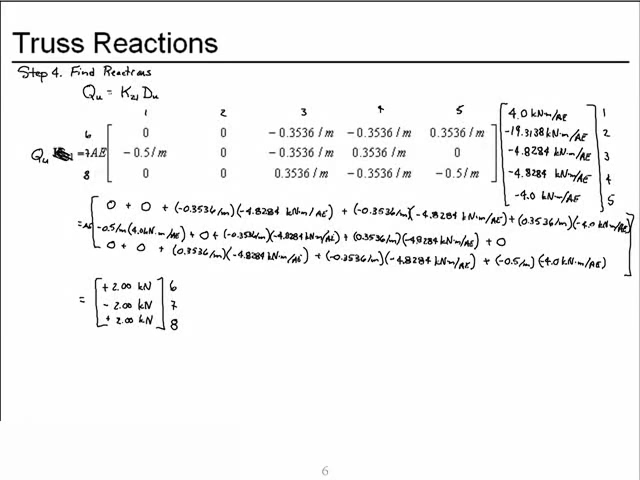 Truss Reactions
Step 4. Find Reactions
Qu = K21 Du
1 2 3 4 5
6 0 0 −0.3536/m −0.3536/m 0.3536/m 4.0 kN·m/AE 1
Qu = 7 AE −0.5/m 0 −0.3536/m 0.3536/m 0 −19.3138 kN·m/AE 2
8 0 0 0.3536/m −0.3536/m −0.5/m −4.8284 kN·m/AE 3
−4.8284 kN·m/AE 4
−4.0 kN·m/AE 5
0 + 0 + (−0.3536/m)(−4.8284 kN·m/AE) + (−0.3536/m)(−4.8284 kN·m/AE) + (0.3536/m)(−4.0 kN·m/AE)
= AE −0.5/m (4.0 kN·m/AE) + 0 + (−0.3536/m)(−4.8284 kN·m/AE) + (0.3536/m)(−4.8284 kN·m/AE) + 0
0 + 0 + (0.3536/m)(−4.8284 kN·m/AE) + (−0.3536/m)(−4.8284 kN·m/AE) + (−0.5/m)(−4.0 kN·m/AE)
+2.00 kN 6
= −2.00 kN 7
+2.00 kN 8
6